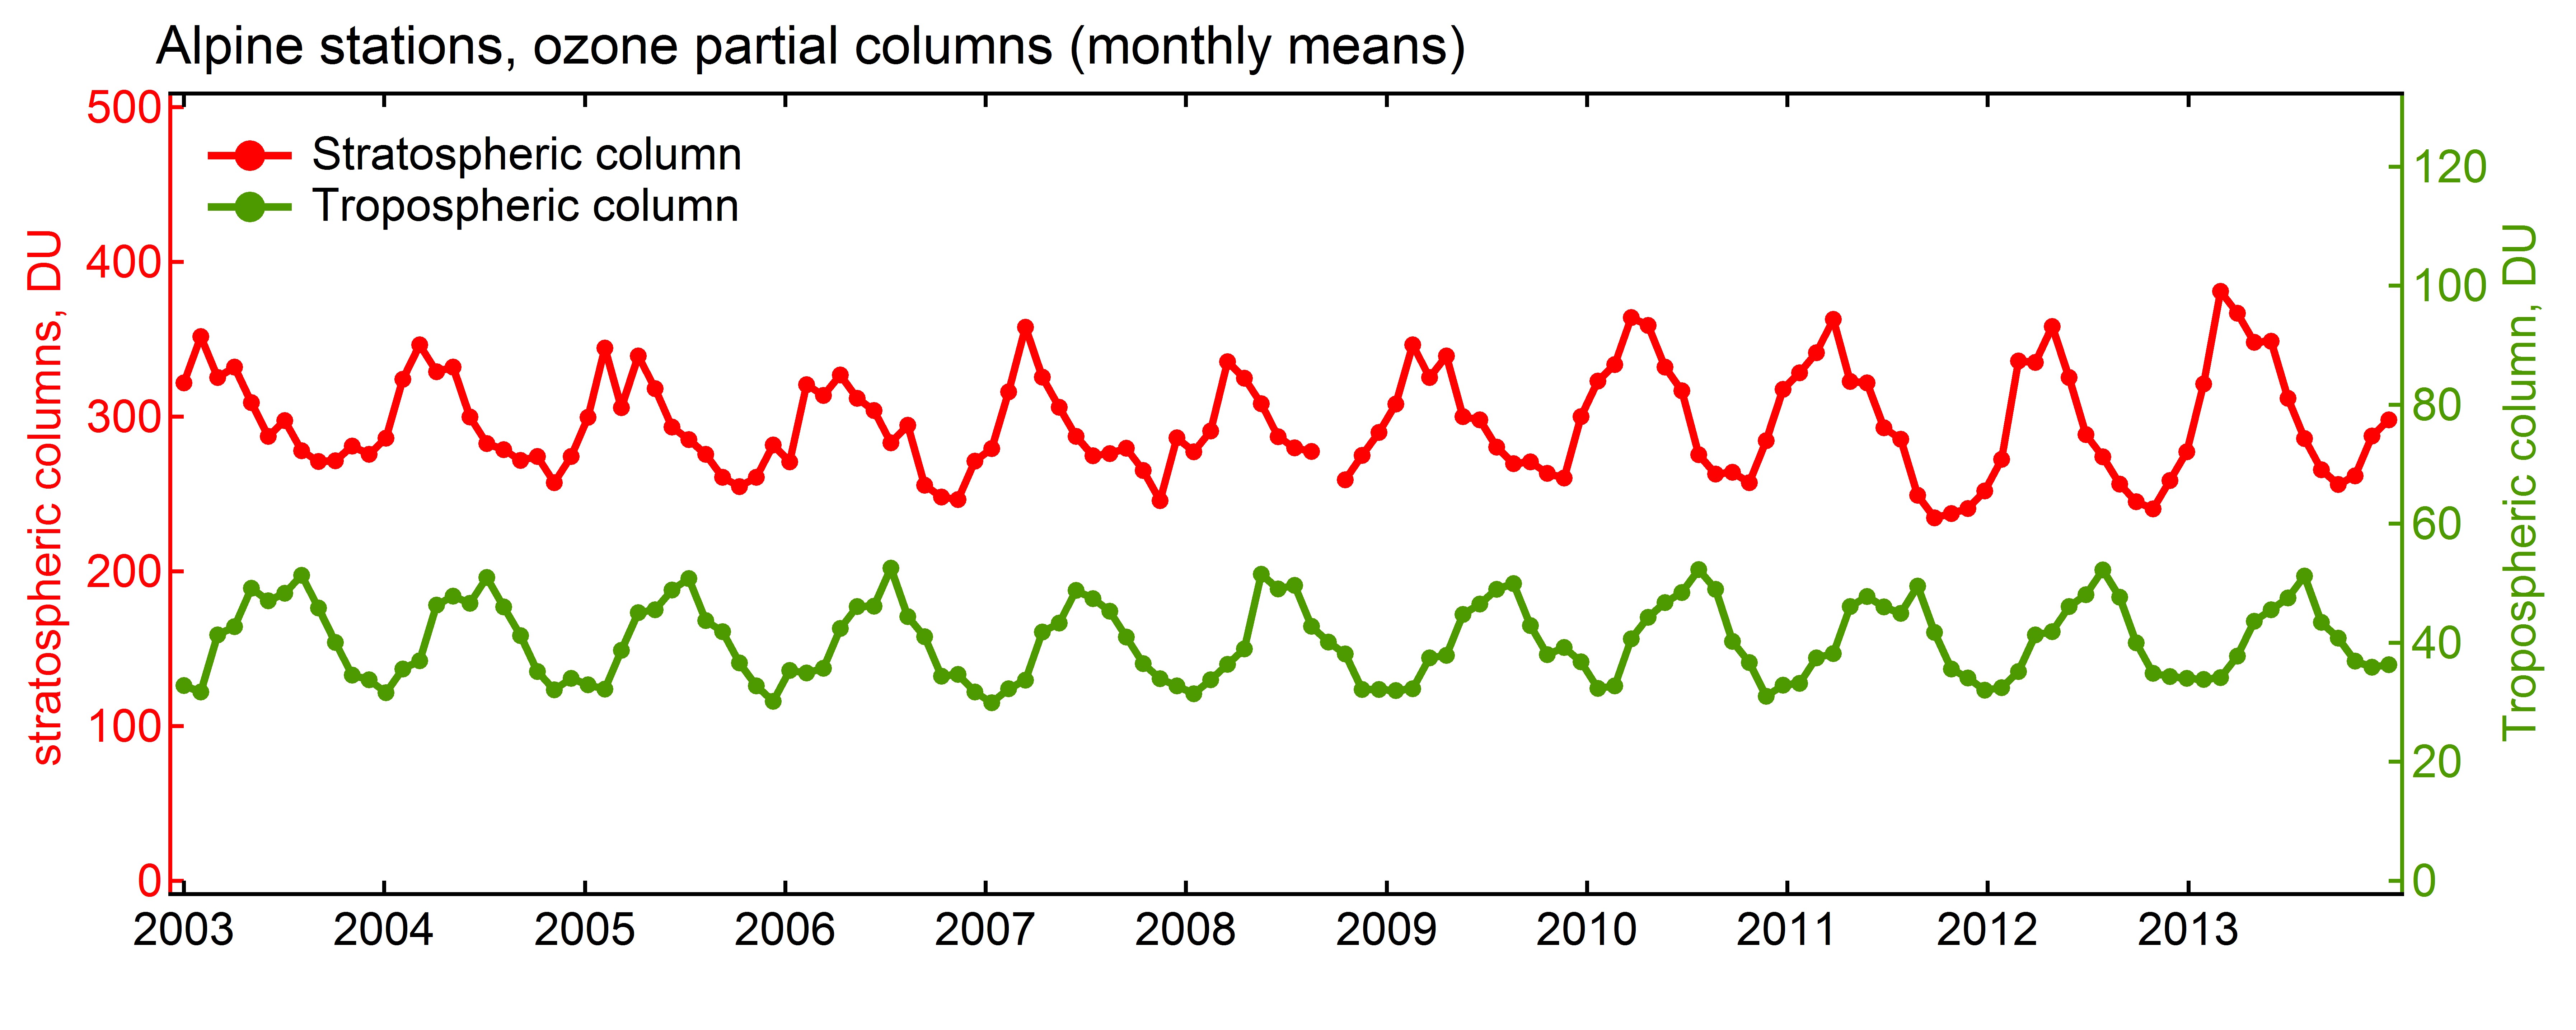 Alpine stations, ozone partial columns (monthly means)
500
400
300
200
100
0
stratospheric columns, DU
Stratospheric column
Tropospheric column
120
100
80
60
40
20
0
Tropospheric column, DU
2003 2004 2005 2006 2007 2008 2009 2010 2011 2012 2013